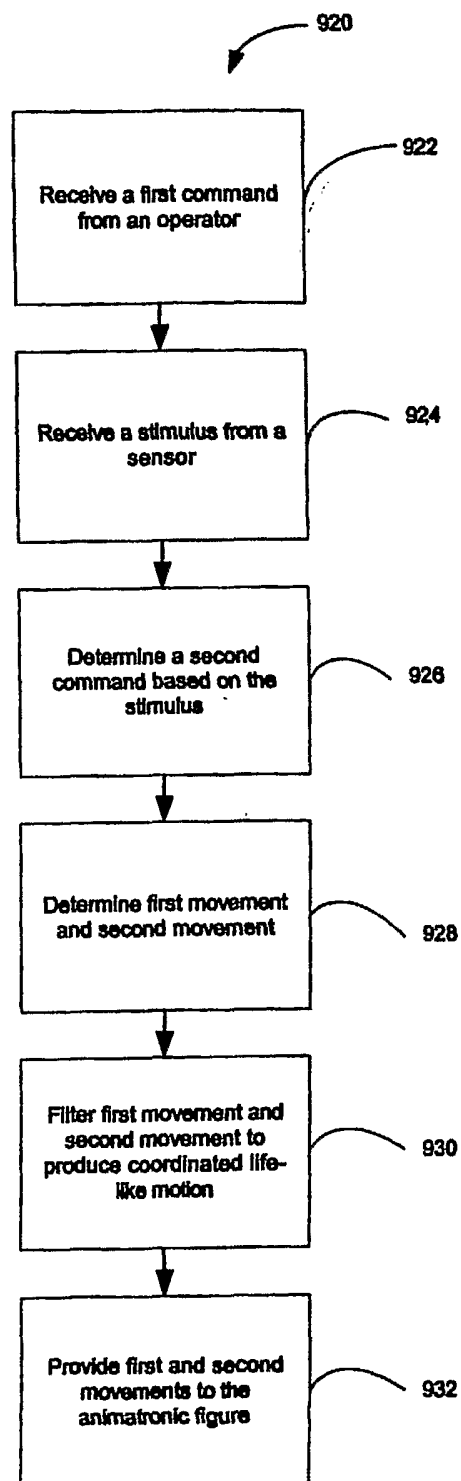 920
Receive a first command
from an operator
922
Receive a stimulus from a
sensor
924
Determine a second
command based on the
stimulus
926
Determine first movement
and second movement
928
Filter first movement and
second movement to
produce coordinated life-
like motion
930
Provide first and second
movements to the
animatronic figure
932